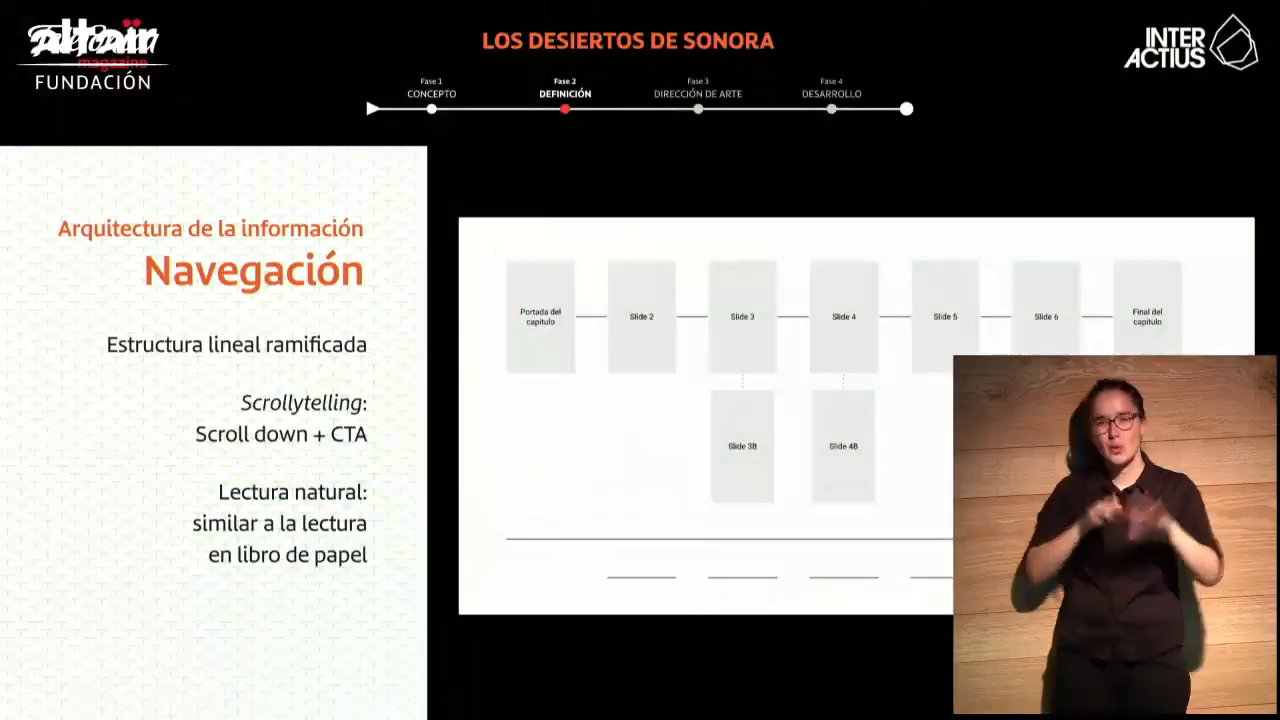 altaïr
magazine
FUNDACIÓN
LOS DESIERTOS DE SONORA
INTER
ACTIUS
Fase 1
CONCEPTO
Fase 2
DEFINICIÓN
Fase 3
DIRECCIÓN DE ARTE
Fase 4
DESARROLLO
Arquitectura de la información
Navegación
Estructura lineal ramificada
Scrollytelling:
Scroll down + CTA
Lectura natural:
similar a la lectura
en libro de papel
Portada del
capítulo
Slide 2
Slide 3
Slide 4
Slide 5
Slide 6
Final del
capítulo
Slide 3B
Slide 4B